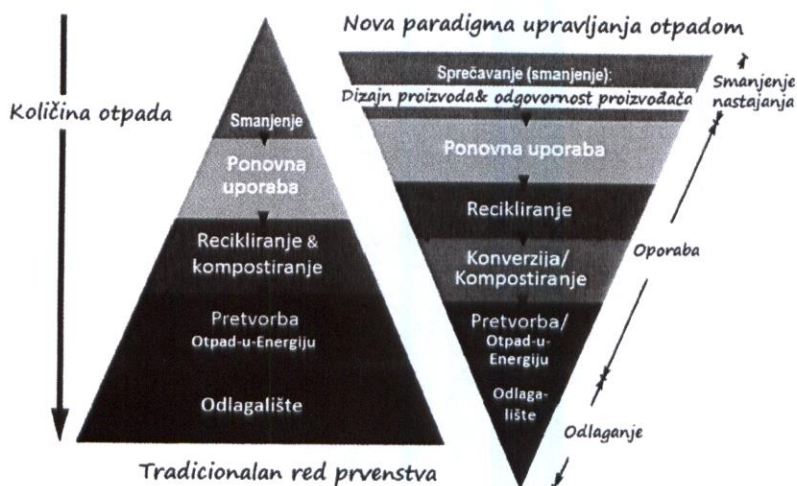 Nova paradigma upravljanja otpadom
Količina otpada
Smanjenje
Ponovna
uporaba
Recikliranje &
kompostiranje
Pretvorba
Otpad-u-Energiju
Odlagalište
Tradicionalan red prvenstva
Sprečavanje (smanjenje):
Dizajn proizvoda& odgovornost proizvođača
Ponovna uporaba
Recikliranje
Konverzija/
Kompostiranje
Pretvorba/
Otpad-u-
Energiju
Odlaga-
lište
Smanjenje
nastajanja
Oporaba
Odlaganje